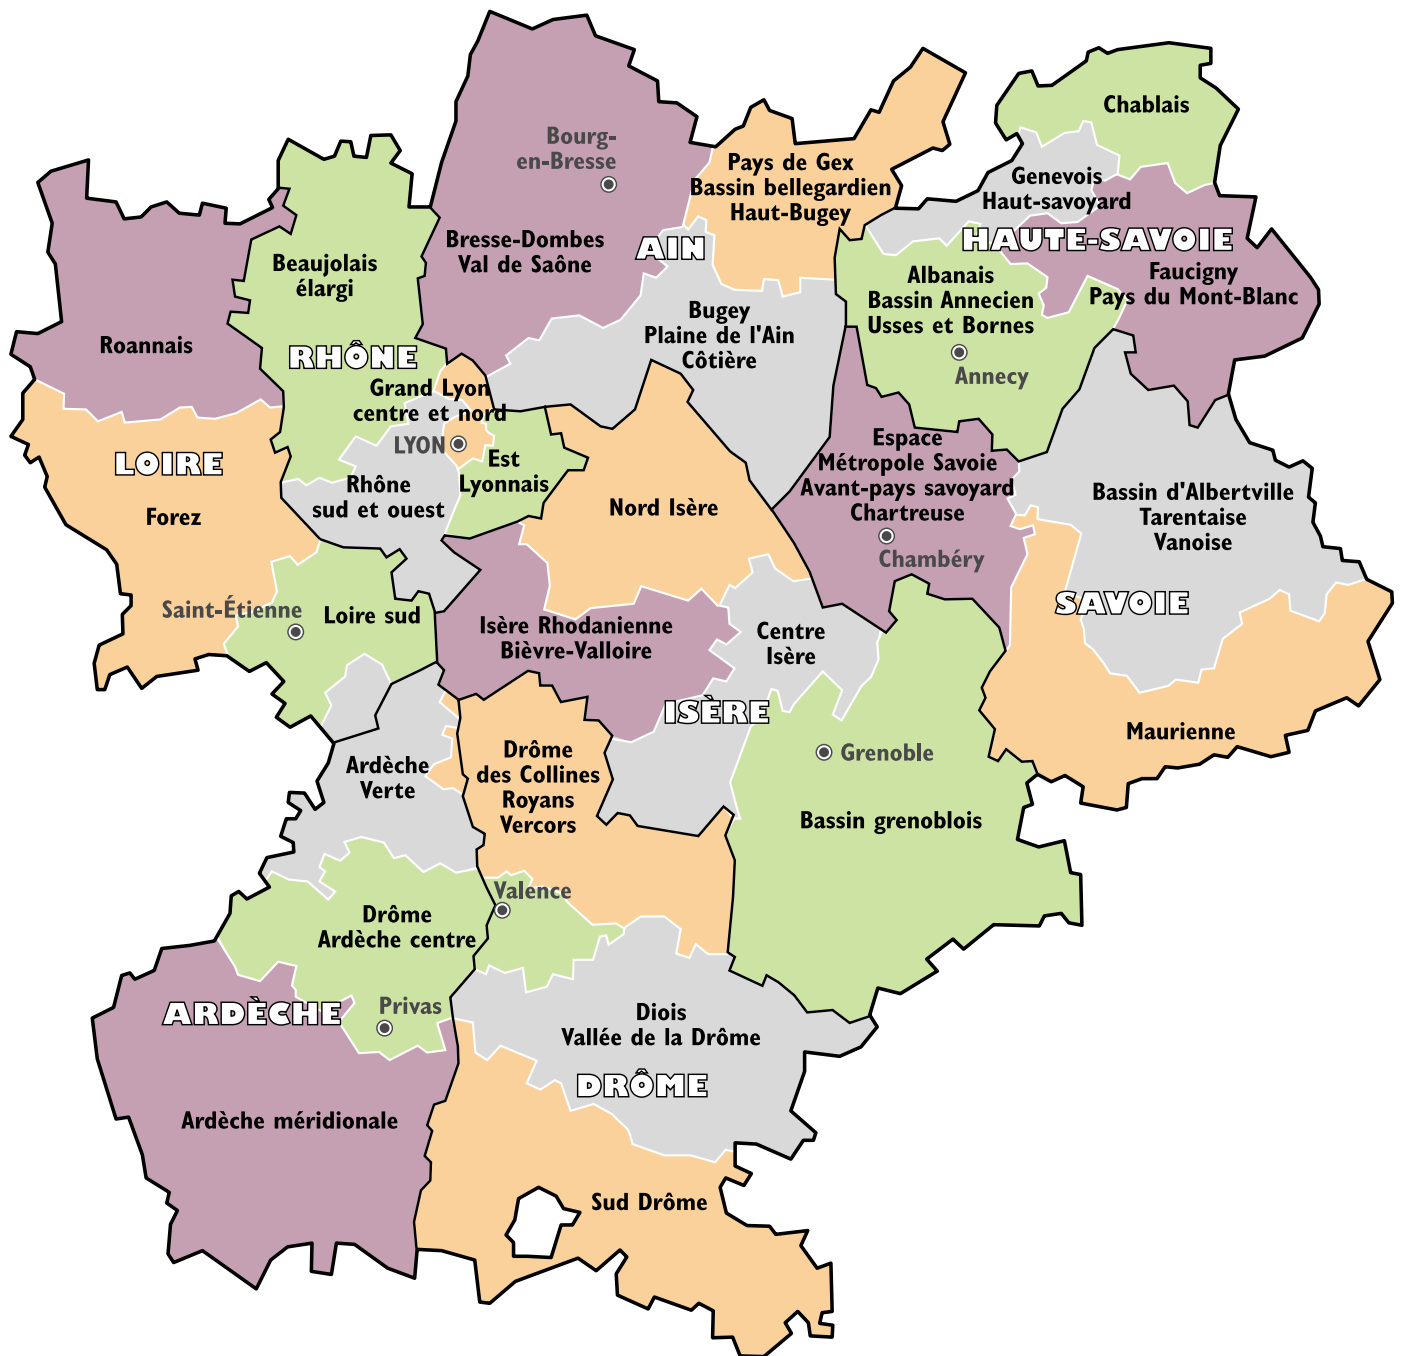 Chablais
Bourg-
en-Bresse
Pays de Gex
Bassin bellegardien
Haut-Bugey
Genevois
Haut-savoyard
HAUTE-SAVOIE
Bresse-Dombes
Val de Saône
AIN
Beaujolais
élargi
Albanais
Bassin Annecien
Usses et Bornes
Faucigny
Pays du Mont-Blanc
Annecy
Roannais
RHÔNE
Bugey
Plaine de l'Ain
Côtière
Grand Lyon
centre et nord
LYON
Est
Lyonnais
LOIRE
Forez
Rhône
sud et ouest
Nord Isère
Espace
Métropole Savoie
Avant-pays savoyard
Chartreuse
Chambéry
Bassin d'Albertville
Tarentaise
Vanoise
SAVOIE
Saint-Étienne
Loire sud
Isère Rhodanienne
Bièvre-Valloire
Centre
Isère
ISÈRE
Maurienne
Ardèche
Verte
Drôme
des Collines
Royans
Vercors
Grenoble
Bassin grenoblois
Valence
Drôme
Ardèche centre
ARDÈCHE
Privas
Diois
Vallée de la Drôme
DRÔME
Ardèche méridionale
Sud Drôme